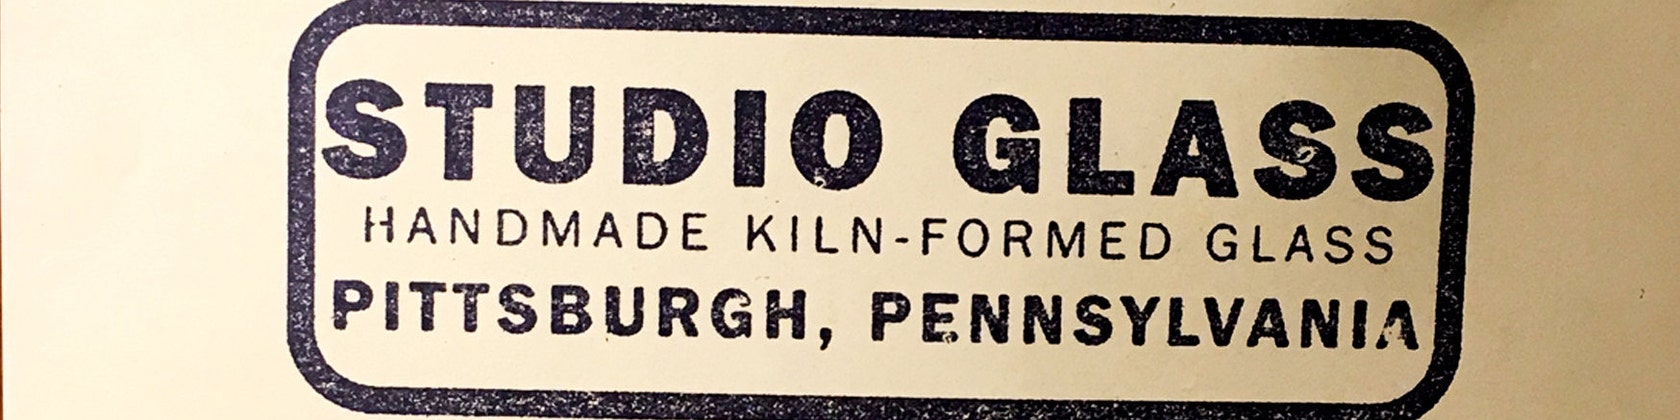 STUDIO GLASS
HANDMADE KILN-FORMED GLASS
PITTSBURGH, PENNSYLVANIA